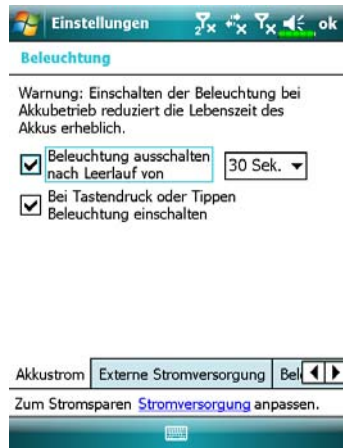 Einstellungen
ok
Beleuchtung
Warnung: Einschalten der Beleuchtung bei
Akkubetrieb reduziert die Lebenszeit des
Akkus erheblich.
Beleuchtung ausschalten
nach Leerlauf von
30 Sek.
Bei Tastendruck oder Tippen
Beleuchtung einschalten
Akkustrom Externe Stromversorgung Bel
Zum Stromsparen Stromversorgung anpassen.